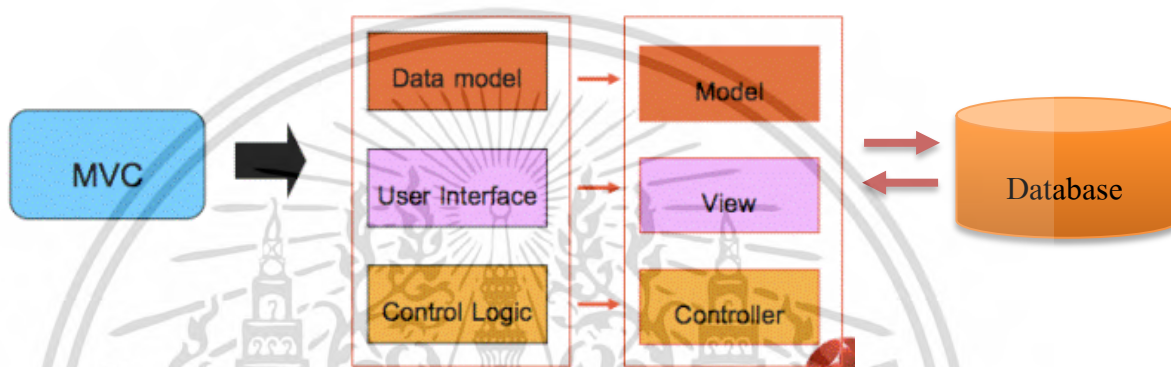 MVC
Data model
User Interface
Control Logic
Model
View
Controller
Database